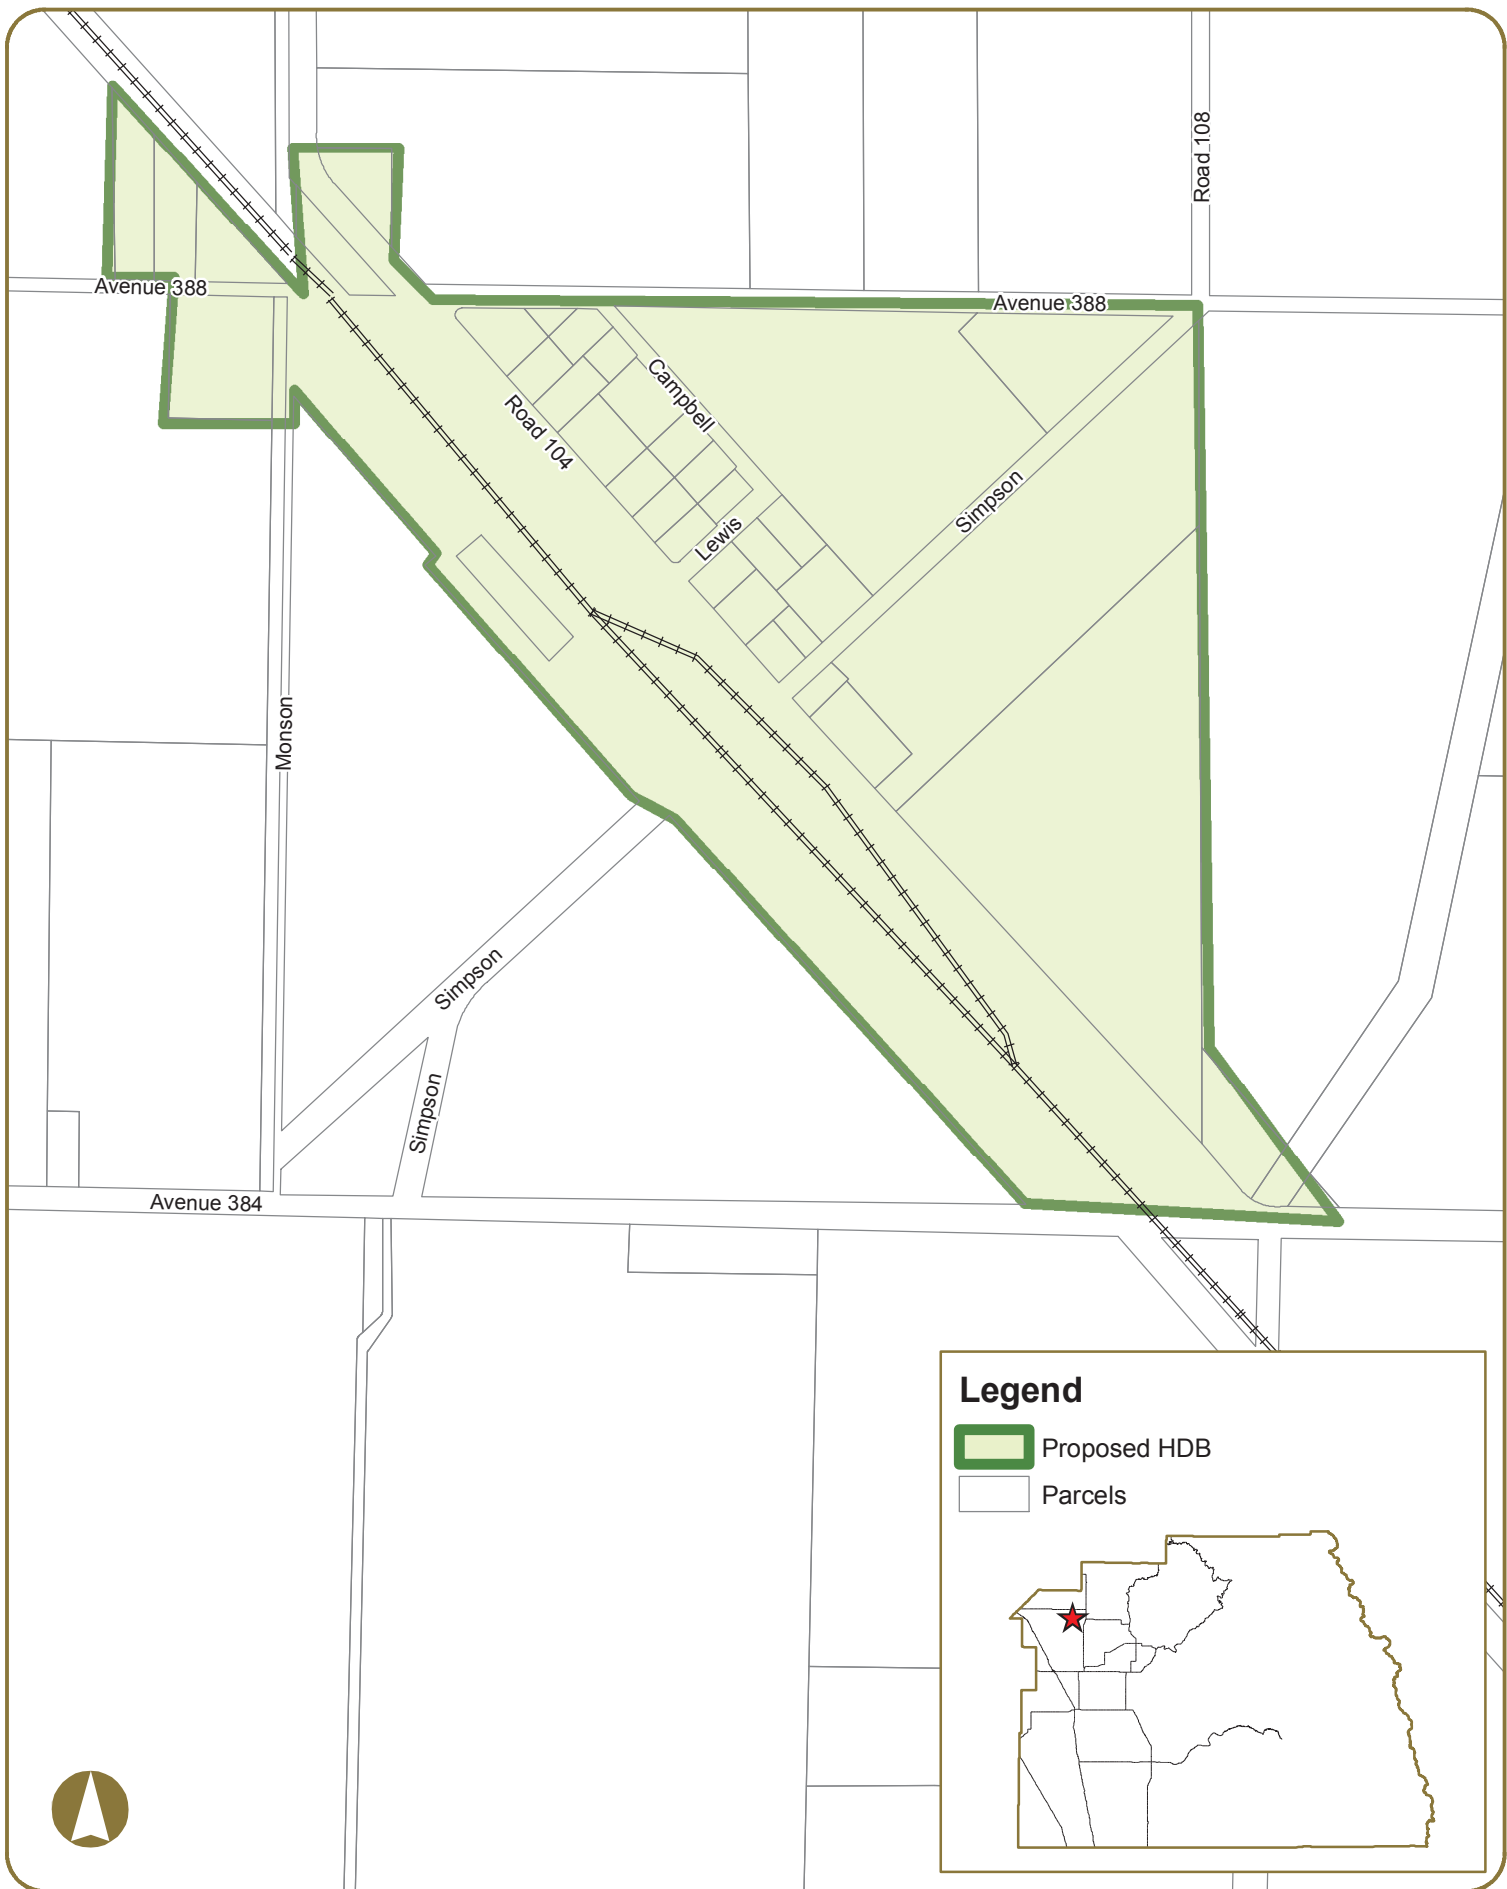 Road 108
Avenue 388
Avenue 388
Campbell
Road 104
Simpson
Lewis
Monson
Simpson
Simpson
Avenue 384
Legend
Proposed HDB
Parcels